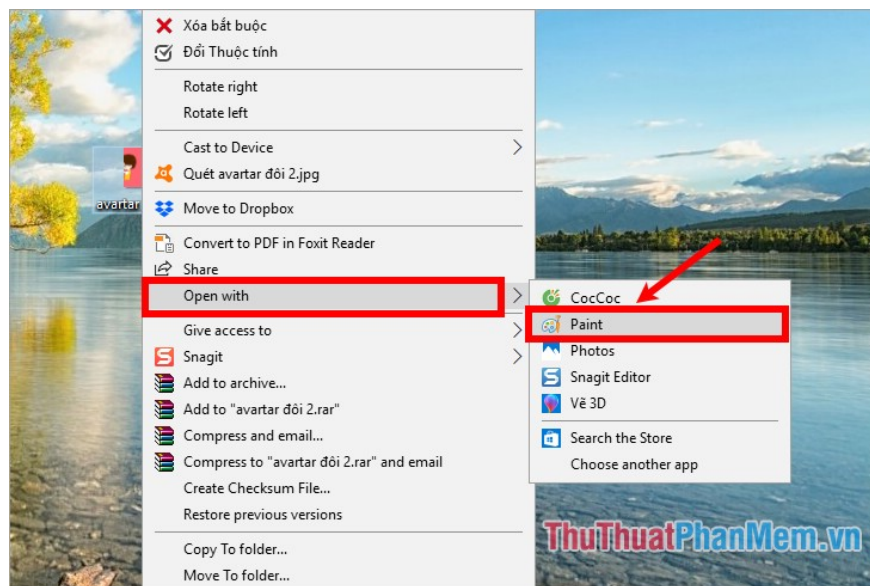 Xóa bắt buộc
Đổi Thuộc tính
Rotate right
Rotate left
Cast to Device
Quét avartar đôi 2.jpg
Move to Dropbox
Convert to PDF in Foxit Reader
Share
Open with
Give access to
Snagit
Add to archive...
Add to "avartar đôi 2.rar"
Compress and email...
Compress to "avartar đôi 2.rar" and email
Create Checksum File...
Restore previous versions
Copy To folder...
Move To folder...
avartar
CocCoc
Paint
Photos
Snagit Editor
Vẽ 3D
Search the Store
Choose another app
ThuThuatPhanMem.vn